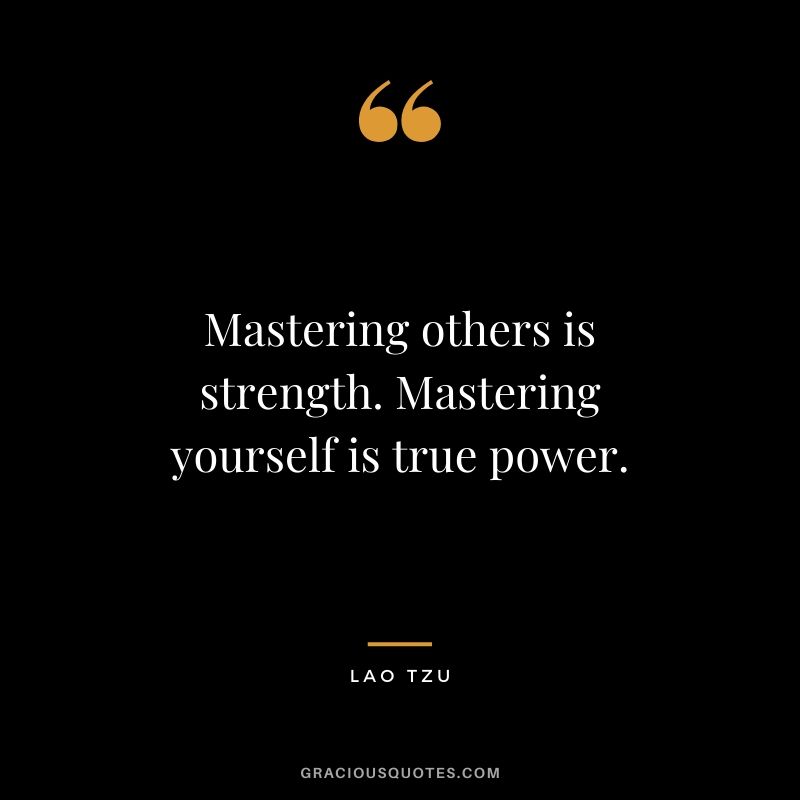 “
Mastering others is
strength. Mastering
yourself is true power.
LAO TZU
GRACIOUSQUOTES.COM